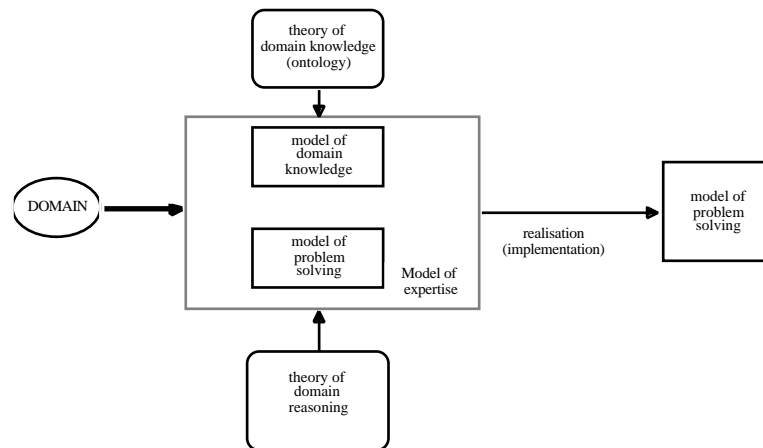 theory of
domain knowledge
(ontology)
model of
domain
knowledge
DOMAIN
model of
problem
solving
Model of
expertise
realisation
(implementation)
model of
problem
solving
theory of
domain
reasoning